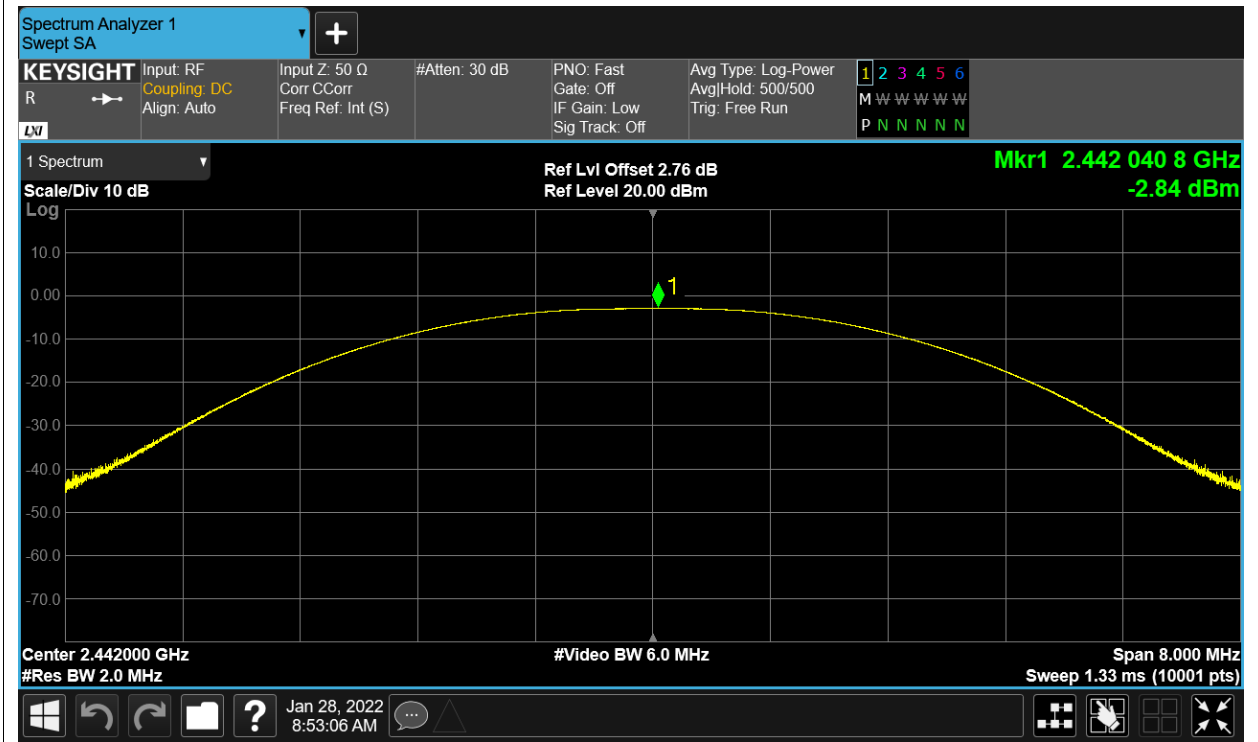 Spectrum Analyzer 1
Swept SA
KEYSIGHT
R
LXI
Input: RF
Coupling: DC
Align: Auto
Input Z: 50 Ω
Corr CCorr
Freq Ref: Int (S)
#Atten: 30 dB
PNO: Fast
Gate: Off
IF Gain: Low
Sig Track: Off
Avg Type: Log-Power
Avg|Hold: 500/500
Trig: Free Run
1 2 3 4 5 6
M W W W W W
P N N N N N
1 Spectrum
Scale/Div 10 dB
Log
Ref Lvl Offset 2.76 dB
Ref Level 20.00 dBm
Mkr1 2.442 040 8 GHz
-2.84 dBm
10.0
0.00
-10.0
-20.0
-30.0
-40.0
-50.0
-60.0
-70.0
1
Center 2.442000 GHz
#Res BW 2.0 MHz
#Video BW 6.0 MHz
Span 8.000 MHz
Sweep 1.33 ms (10001 pts)
?
Jan 28, 2022
8:53:06 AM